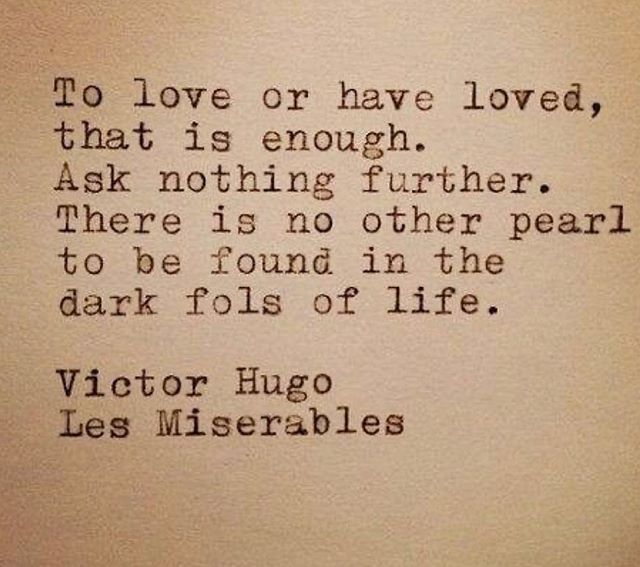 To love or have loved,
that is enough.
Ask nothing further.
There is no other pearl
to be found in the
dark fols of life.
Victor Hugo
Les Miserables